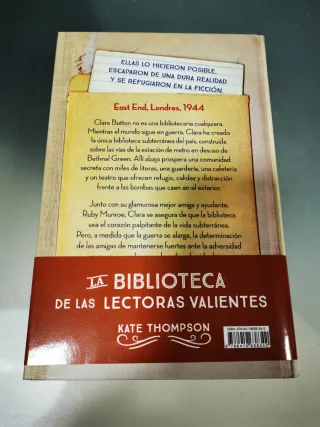 ELLAS LO HICIERON POSIBLE.
ESCAPARON DE UNA DURA REALIDAD
Y SE REFUGIARON EN LA FICCIÓN.
East End, Londres, 1944
Clara Button no es una bibliotecaria cualquiera.
Mientras el mundo sigue en guerra, Clara ha creado
la única biblioteca subterránea del país, construida
sobre las vías de la estación de metro en desuso de
Bethnal Green. Allí abajo prospera una comunidad
secreta con miles de literas, una guardería, una cafetería
y un teatro que ofrecen refugio, calidez y distracción
frente a las bombas que caen en el exterior.
Junto con su glamurosa mejor amiga y ayudante,
Ruby Munroe, Clara se asegura de que la biblioteca
sea el corazón palpitante de la vida subterránea.
Pero, a medida que la guerra se alarga, la determinación
de las amigas de mantenerse fuertes ante la adversidad
LA BIBLIOTECA
DE LAS LECTORAS VALIENTES
KATE THOMPSON